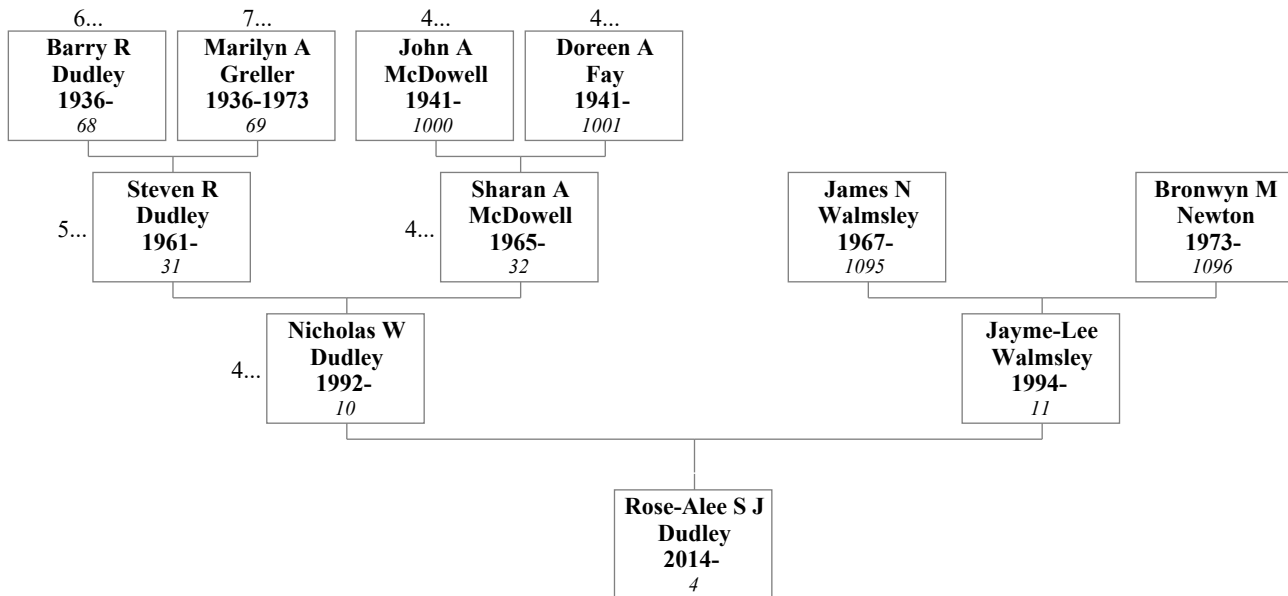 6...
7...
4...
4...
Barry R
Dudley
1936-
68
Marilyn A
Greller
1936-1973
69
John A
McDowell
1941-
1000
Doreen A
Fay
1941-
1001
5...
Steven R
Dudley
1961-
31
4...
Sharan A
McDowell
1965-
32
James N
Walmsley
1967-
1095
Bronwyn M
Newton
1973-
1096
4...
Nicholas W
Dudley
1992-
10
Jayme-Lee
Walmsley
1994-
11
Rose-Alee S J
Dudley
2014-
4